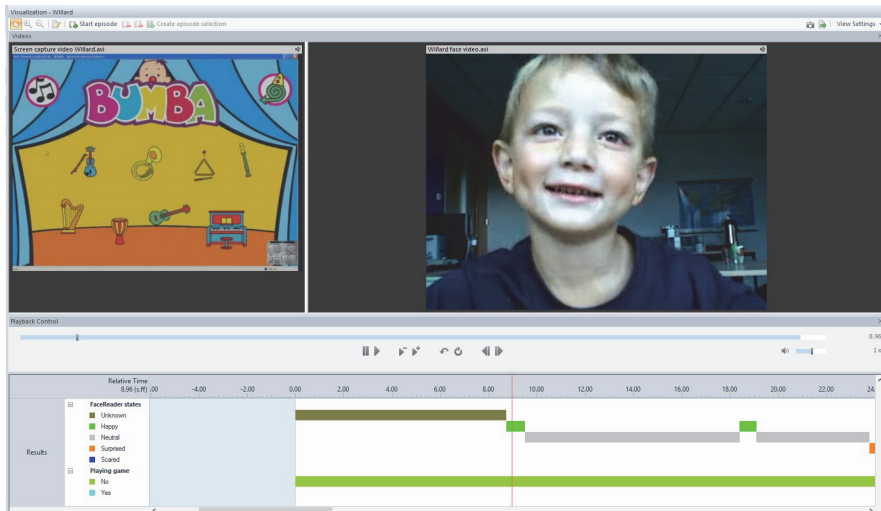 Visualization - Willard
Start episode
Create episode selection
View Settings
Videos
Screen capture video Willard.avi
Willard face video.avi
BUMBA
Playback Control
8.96
1x
Relative Time
8.96 (s.ff) .00 -4.00 -2.00 0.00 2.00 4.00 6.00 8.00 10.00 12.00 14.00 16.00 18.00 20.00 22.00 24.
Results
FaceReader states
Unknown
Happy
Neutral
Surprised
Scared
Playing game
No
Yes